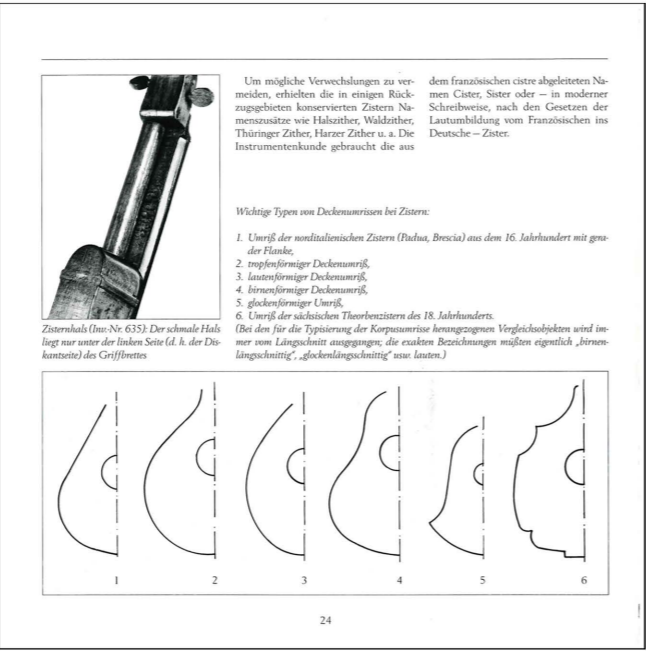 Um mögliche Verwechslungen zu ver-
meiden, erhielten die in einigen Rück-
zugsgebieten konservierten Zistern Na-
menszusätze wie Halszither, Waldzither,
Thüringer Zither, Harzer Zither u. a. Die
Instrumentenkunde gebraucht die aus
dem französischen cistre abgeleiteten Na-
men Cister, Sister oder — in moderner
Schreibweise, nach den Gesetzen der
Lautumbildung vom Französischen ins
Deutsche — Zister.
Wichtige Typen von Deckenumrissen bei Zistern:
1. Umriß der norditalienischen Zistern (Padua, Brescia) aus dem 16. Jahrhundert mit gera-
der Flanke,
2. tropfenförmiger Deckenumriß,
3. lautenförmiger Deckenumriß,
4. birnenförmiger Deckenumriß,
5. glockenförmiger Umriß,
6. Umriß der sächsischen Theorbenzistern des 18. Jahrhunderts.
(Bei den für die Typisierung der Korpusumrisse herangezogenen Vergleichsobjekten wird im-
mer vom Längsschnitt ausgegangen; die exakten Bezeichnungen müßten eigentlich „birnen-
längsschnittig“, „glockenlängsschnittig“ usw. lauten.)
Zisternhals (Inv.-Nr. 635): Der schmale Hals
liegt nur unter der linken Seite (d. h. der Dis-
kantseite) des Griffbrettes
1 2 3 4 5 6
24